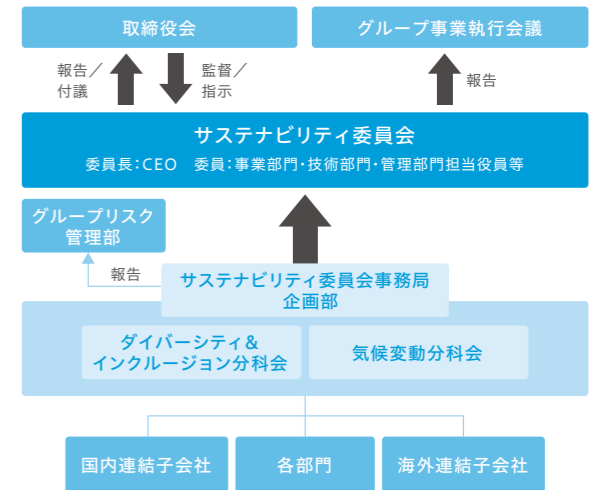 取締役会
グループ事業執行会議
報告／
付議
監督／
指示
報告
サステナビリティ委員会
委員長：CEO　委員：事業部門・技術部門・管理部門担当役員等
グループリスク
管理部
報告
サステナビリティ委員会事務局
企画部
ダイバーシティ&
インクルージョン分科会
気候変動分科会
国内連結子会社
各部門
海外連結子会社